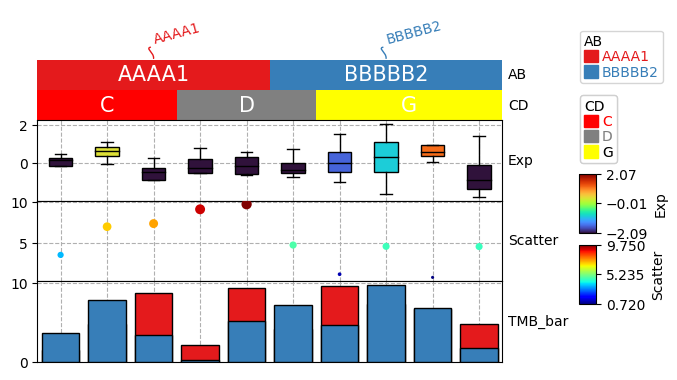 AAAA1
BBBBB2
AAAA1 BBBBB2 AB
C D G CD
2
0
Exp
10
5
Scatter
10
0
TMB_bar
AB
AAAA1
BBBBB2
CD
C
D
G
2.07
−0.01
−2.09
Exp
9.750
5.235
0.720
Scatter